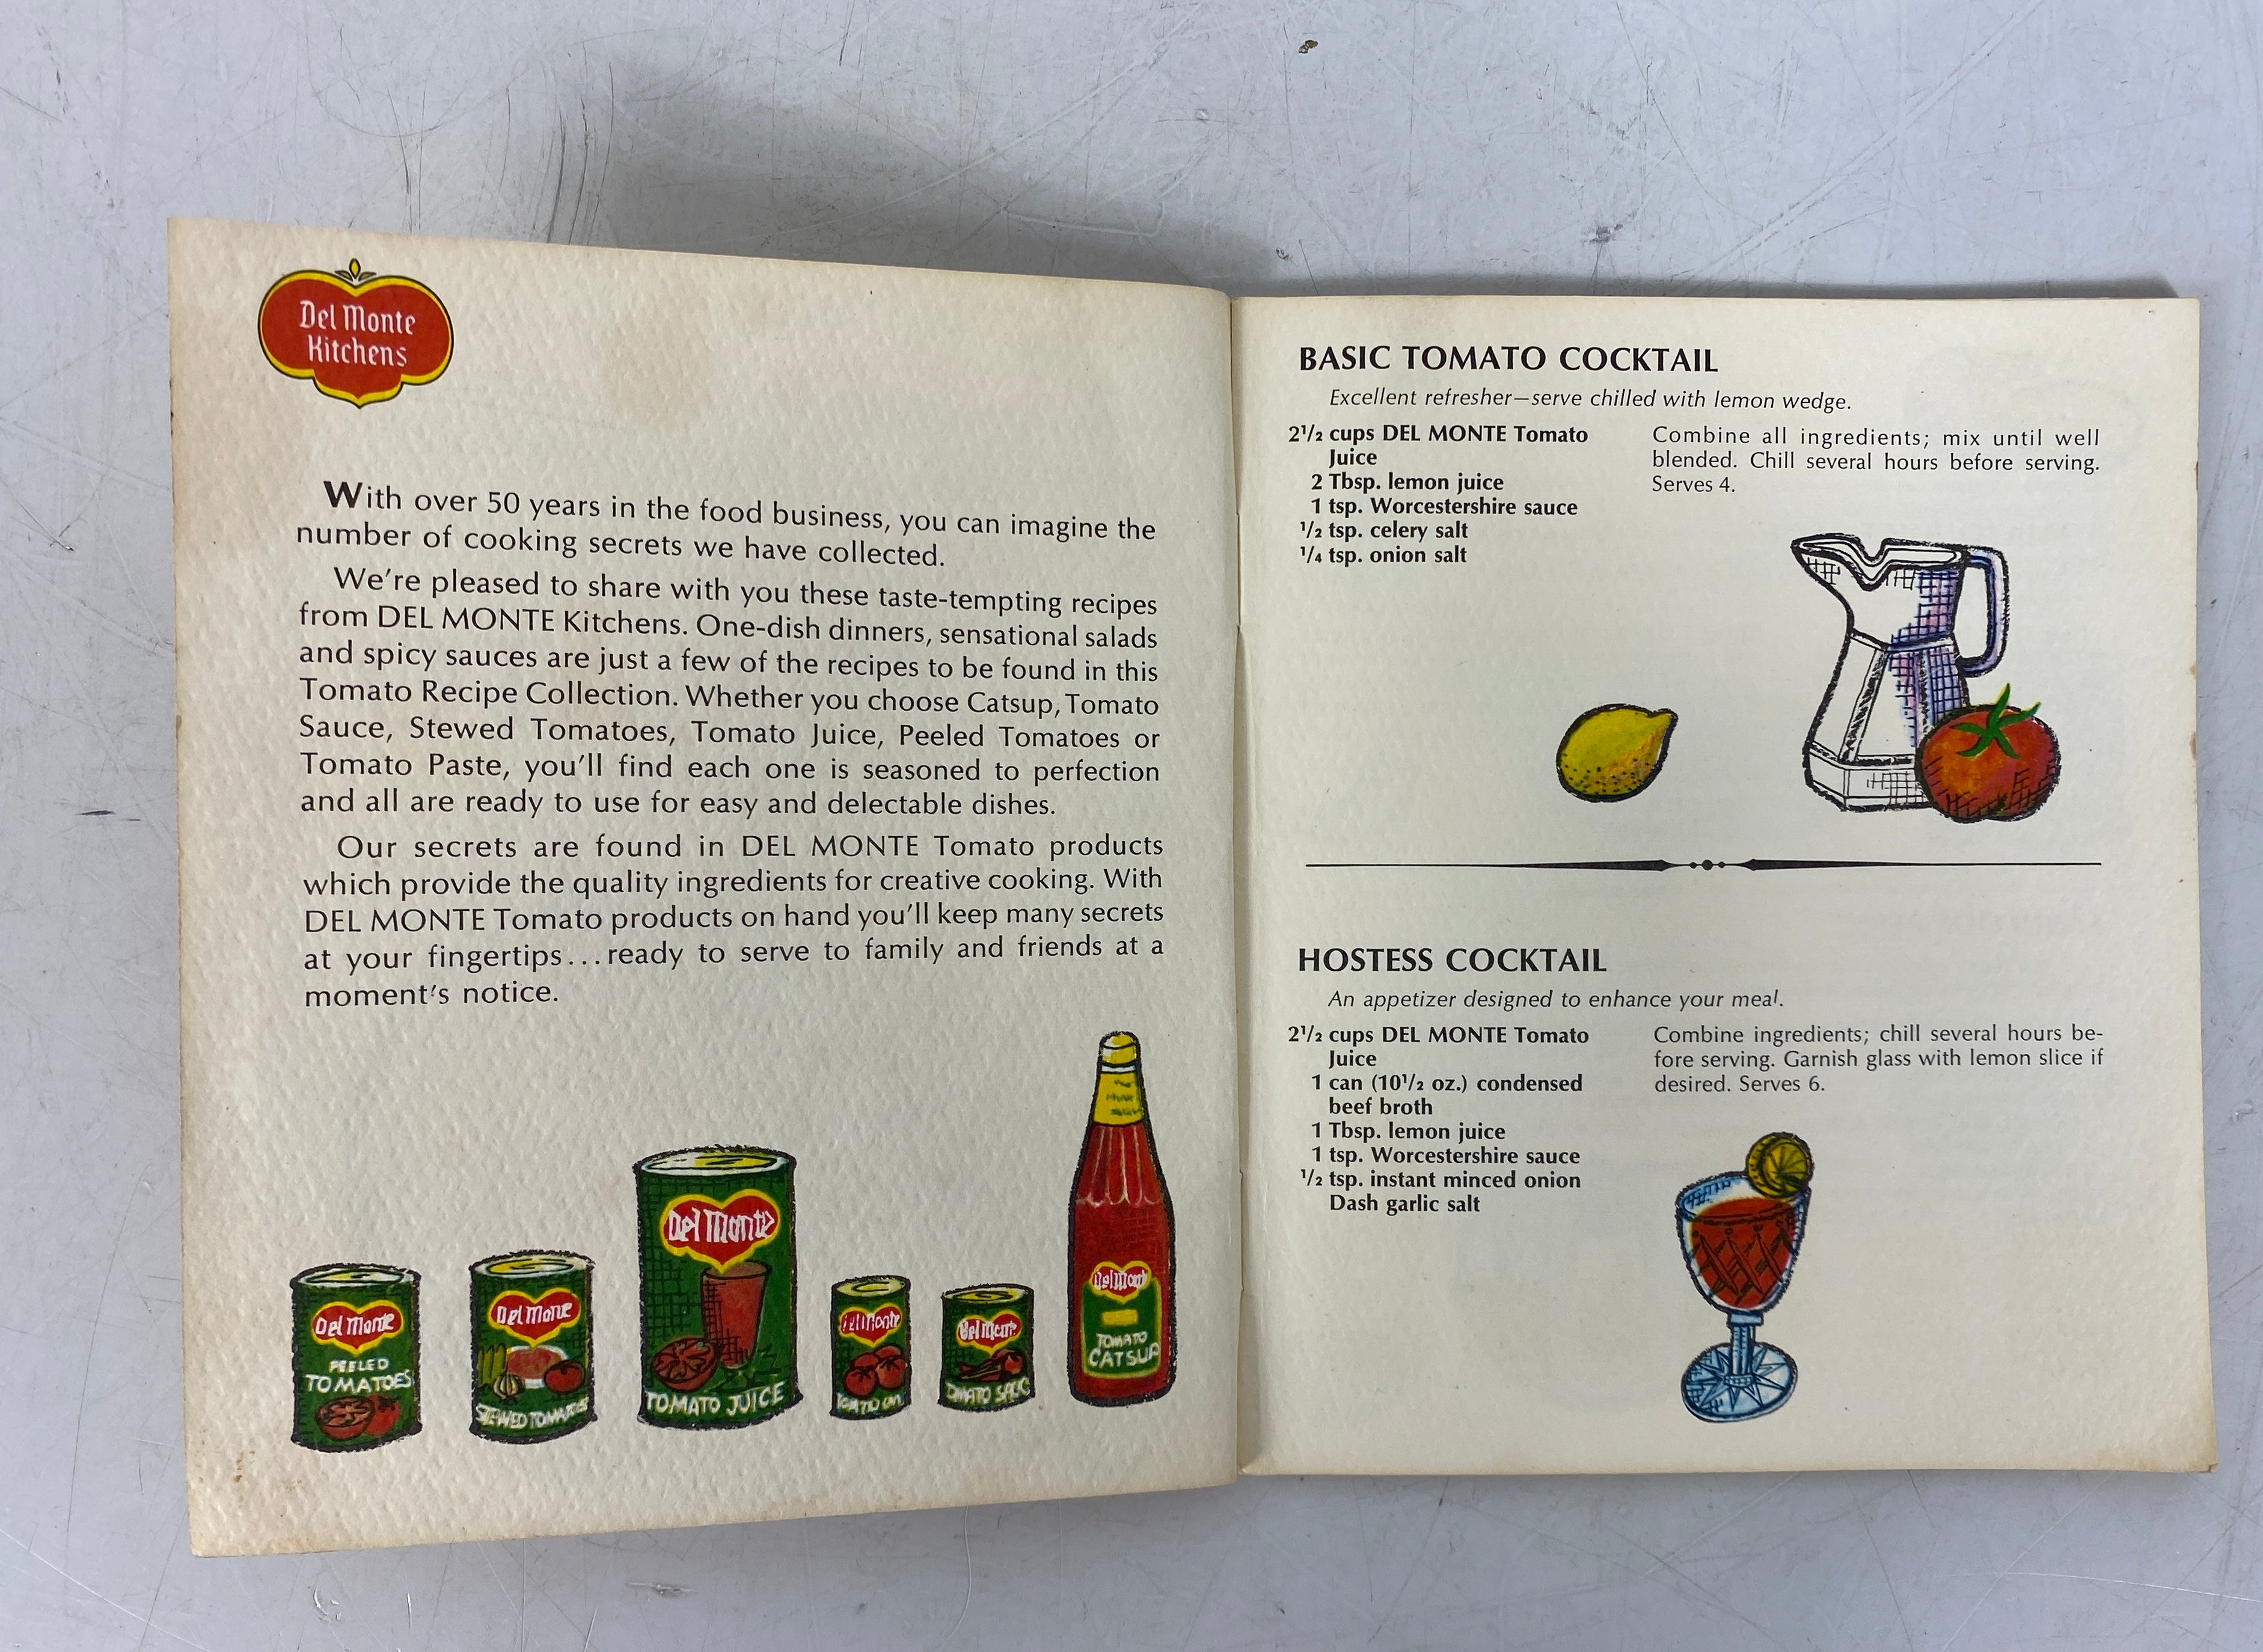 Del Monte
Kitchens
With over 50 years in the food business, you can imagine the
number of cooking secrets we have collected.
We're pleased to share with you these taste-tempting recipes
from DEL MONTE Kitchens. One-dish dinners, sensational salads
and spicy sauces are just a few of the recipes to be found in this
Tomato Recipe Collection. Whether you choose Catsup, Tomato
Sauce, Stewed Tomatoes, Tomato Juice, Peeled Tomatoes or
Tomato Paste, you'll find each one is seasoned to perfection
and all are ready to use for easy and delectable dishes.
Our secrets are found in DEL MONTE Tomato products
which provide the quality ingredients for creative cooking. With
DEL MONTE Tomato products on hand you'll keep many secrets
at your fingertips...ready to serve to family and friends at a
moment's notice.
Del Monte
PEELED
TOMATOES
Del Monte
STEWED TOMATOES
Del Monte
TOMATO JUICE
Del Monte
Del Monte
TOMATO
Del Monte
TOMATO
CATSUP
BASIC TOMATO COCKTAIL
Excellent refresher—serve chilled with lemon wedge.
2½ cups DEL MONTE Tomato
Juice
2 Tbsp. lemon juice
1 tsp. Worcestershire sauce
½ tsp. celery salt
¼ tsp. onion salt
Combine all ingredients; mix until well
blended. Chill several hours before serving.
Serves 4.
HOSTESS COCKTAIL
An appetizer designed to enhance your meal.
2½ cups DEL MONTE Tomato
Juice
1 can (10½ oz.) condensed
beef broth
1 Tbsp. lemon juice
1 tsp. Worcestershire sauce
½ tsp. instant minced onion
Dash garlic salt
Combine ingredients; chill several hours be-
fore serving. Garnish glass with lemon slice if
desired. Serves 6.